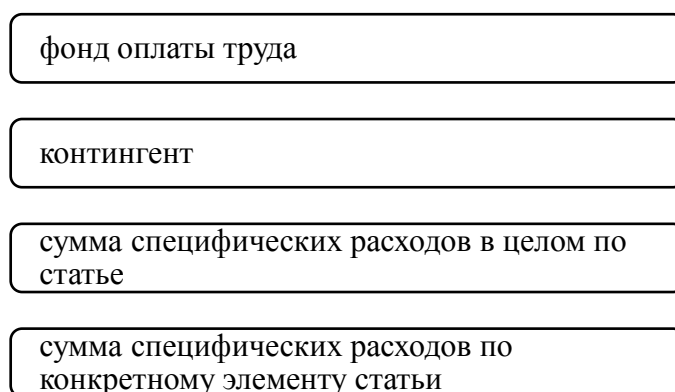 фонд оплаты труда
контингент
сумма специфических расходов в целом по
статье
сумма специфических расходов по
конкретному элементу статьи